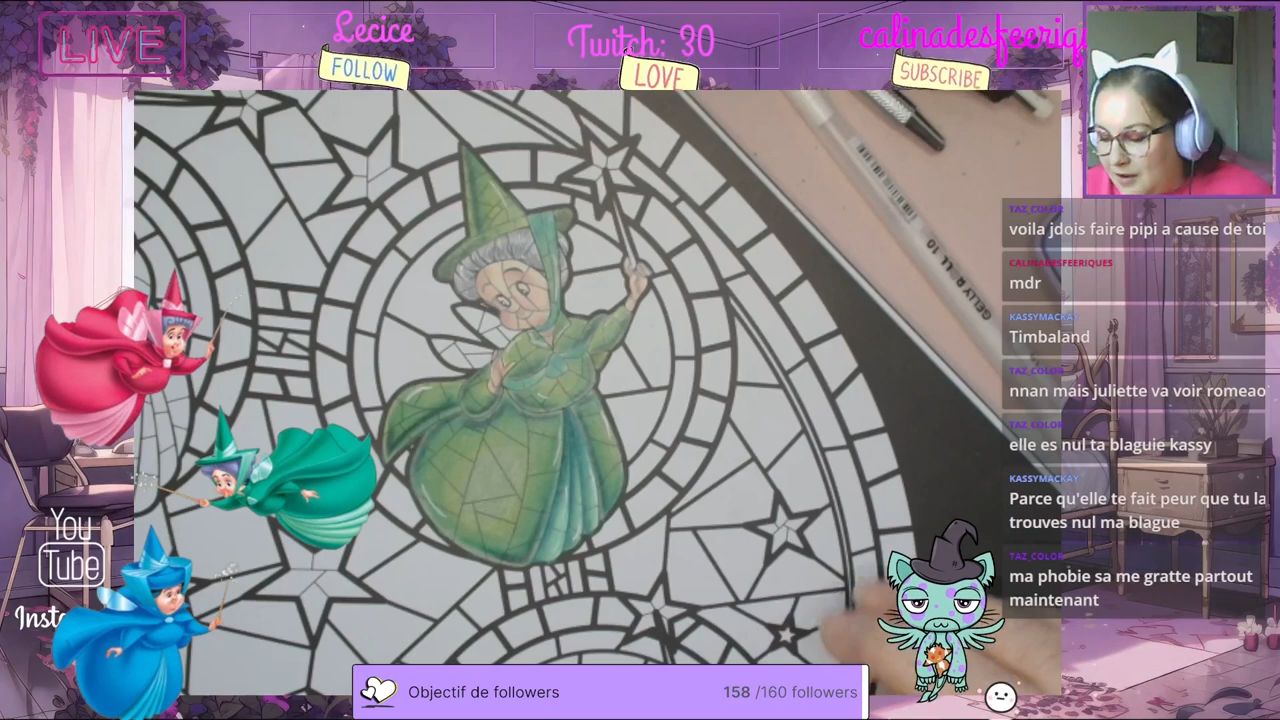 LIVE
Lecice
Twitch: 30
calinadesfeeriq
FOLLOW
LOVE
SUBSCRIBE
GELLY R
10
TAZ_COLOR
voila jdois faire pipi a cause de toi
CALINADESFEERIQUES
mdr
KASSYMACKAY
Timbaland
TAZ_COLOR
nnan mais juliette va voir romeao
TAZ_COLOR
elle es nul ta blaguie kassy
KASSYMACKAY
Parce qu'elle te fait peur que tu la
trouves nul ma blague
TAZ_COLOR
ma phobie sa me gratte partout
maintenant
You
Tube
Inst
Objectif de followers
158 /160 followers